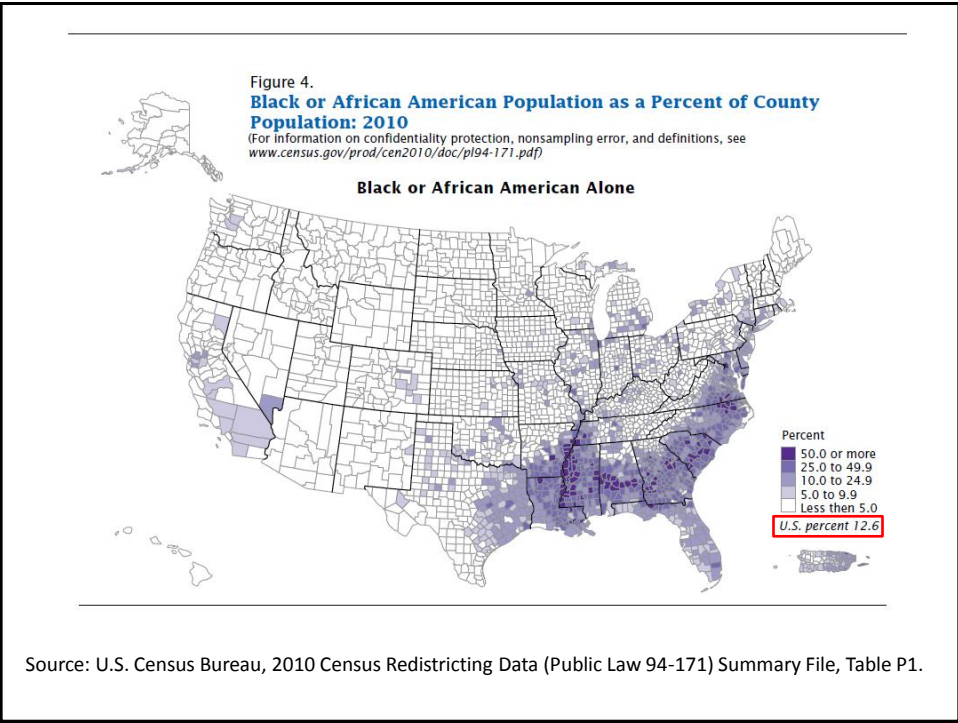 Figure 4.
Black or African American Population as a Percent of County
Population: 2010
(For information on confidentiality protection, nonsampling error, and definitions, see
www.census.gov/prod/cen2010/doc/pl94-171.pdf)
Black or African American Alone
Percent
50.0 or more
25.0 to 49.9
10.0 to 24.9
5.0 to 9.9
Less then 5.0
U.S. percent 12.6
Source: U.S. Census Bureau, 2010 Census Redistricting Data (Public Law 94-171) Summary File, Table P1.